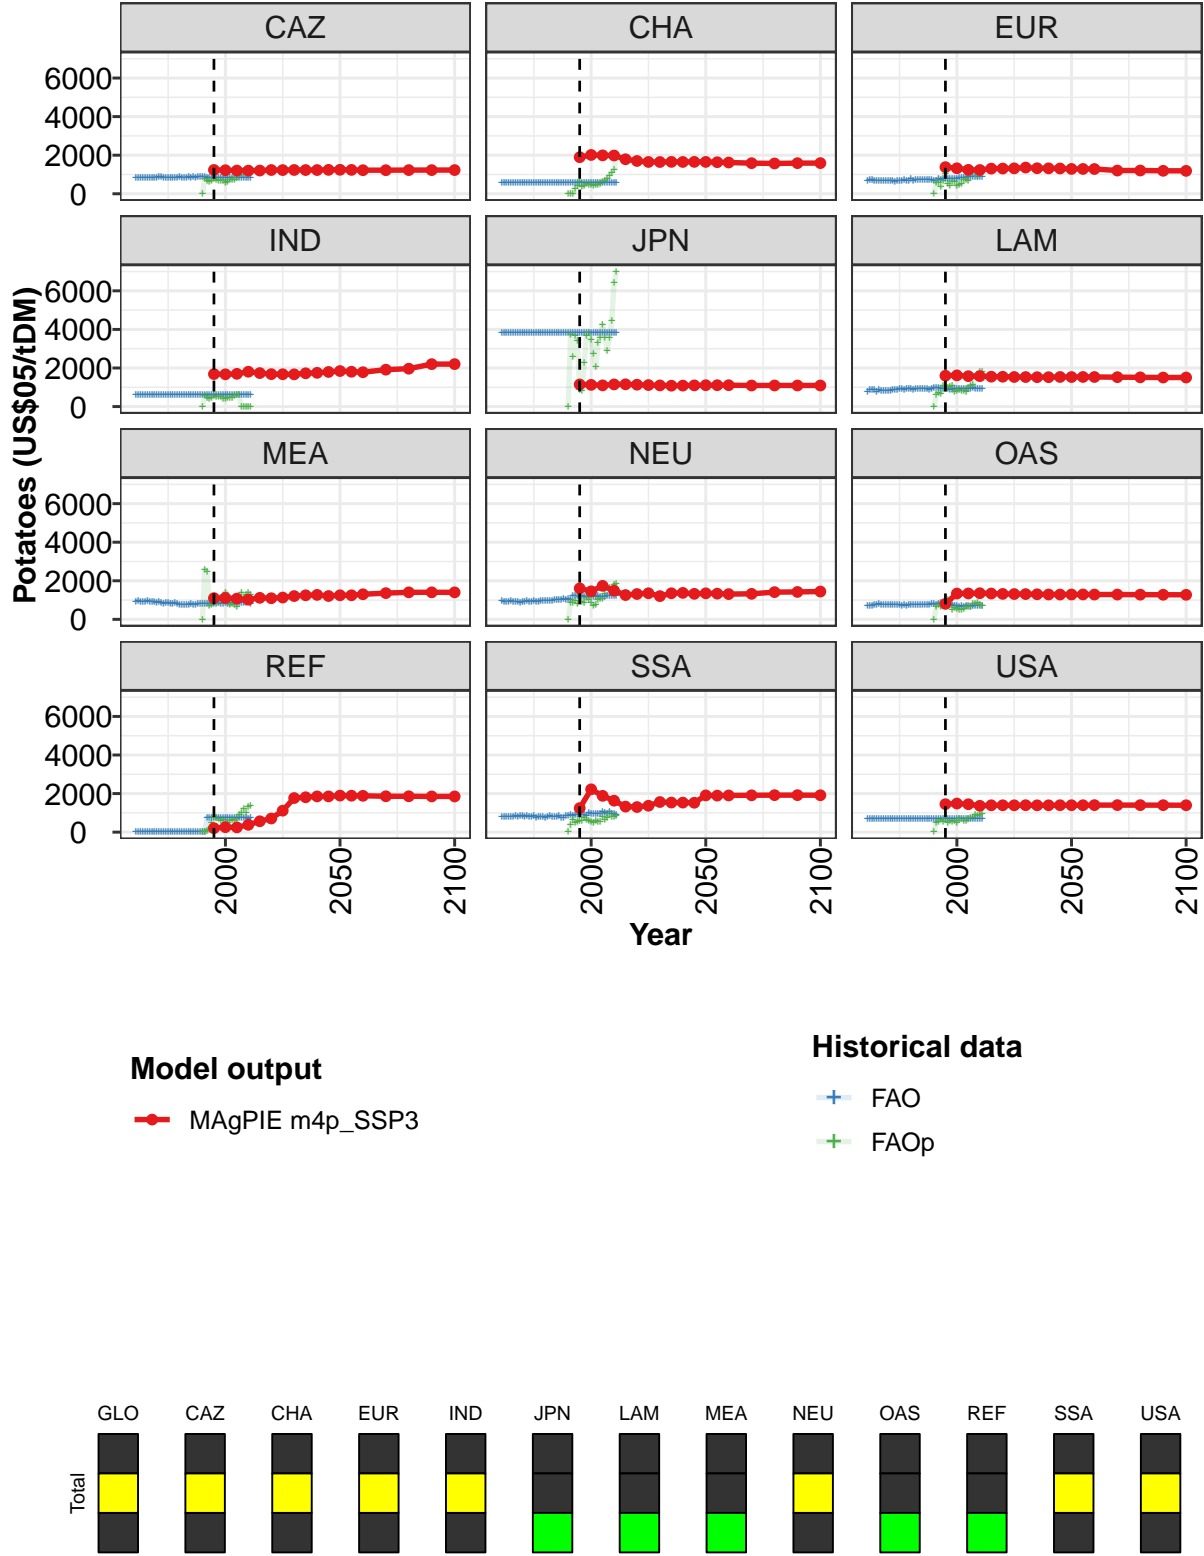 CAZ CHA EUR
6000
4000
2000
0
IND JPN LAM
6000
4000
2000
0
Potatoes (US$05/tDM)
MEA NEU OAS
6000
4000
2000
0
REF SSA USA
6000
4000
2000
0
2000 2050 2100 2000 2050 2100 2000 2050 2100
Year
Model output
MAgPIE m4p_SSP3
Historical data
FAO
FAOp
GLO CAZ CHA EUR IND JPN LAM MEA NEU OAS REF SSA USA
Total